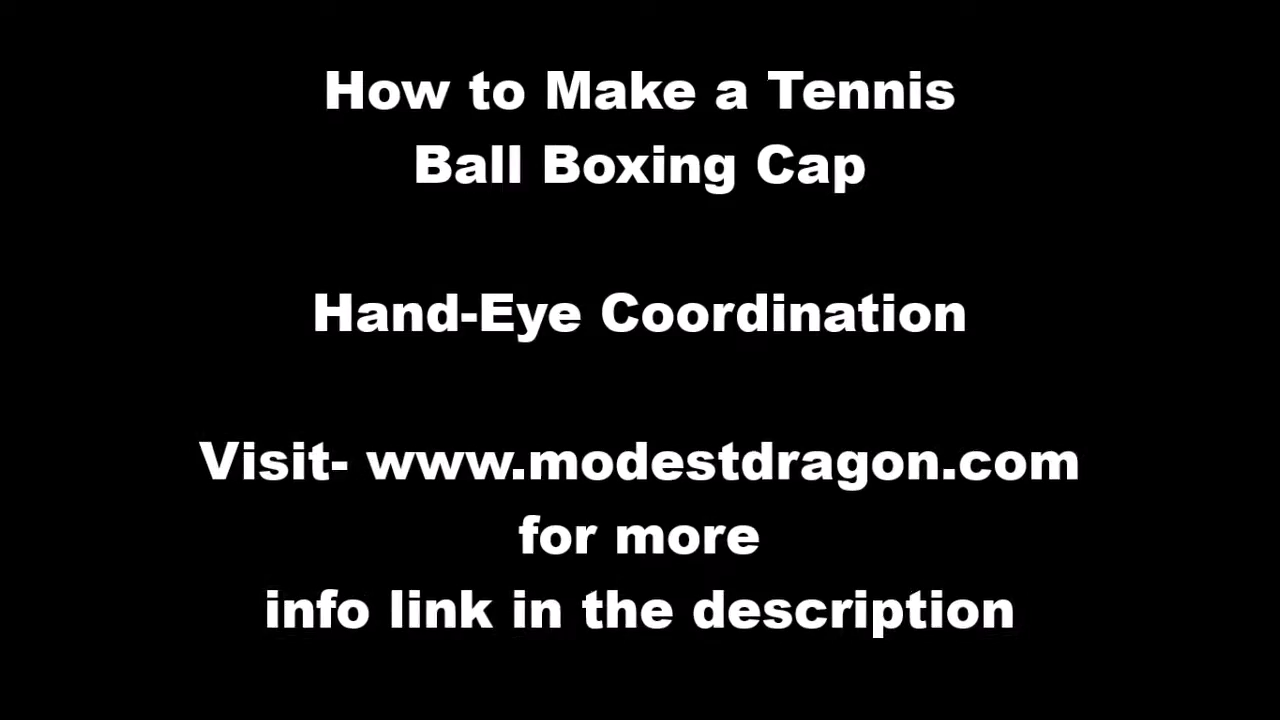 How to Make a Tennis
Ball Boxing Cap
Hand-Eye Coordination
Visit- www.modestdragon.com
for more
info link in the description